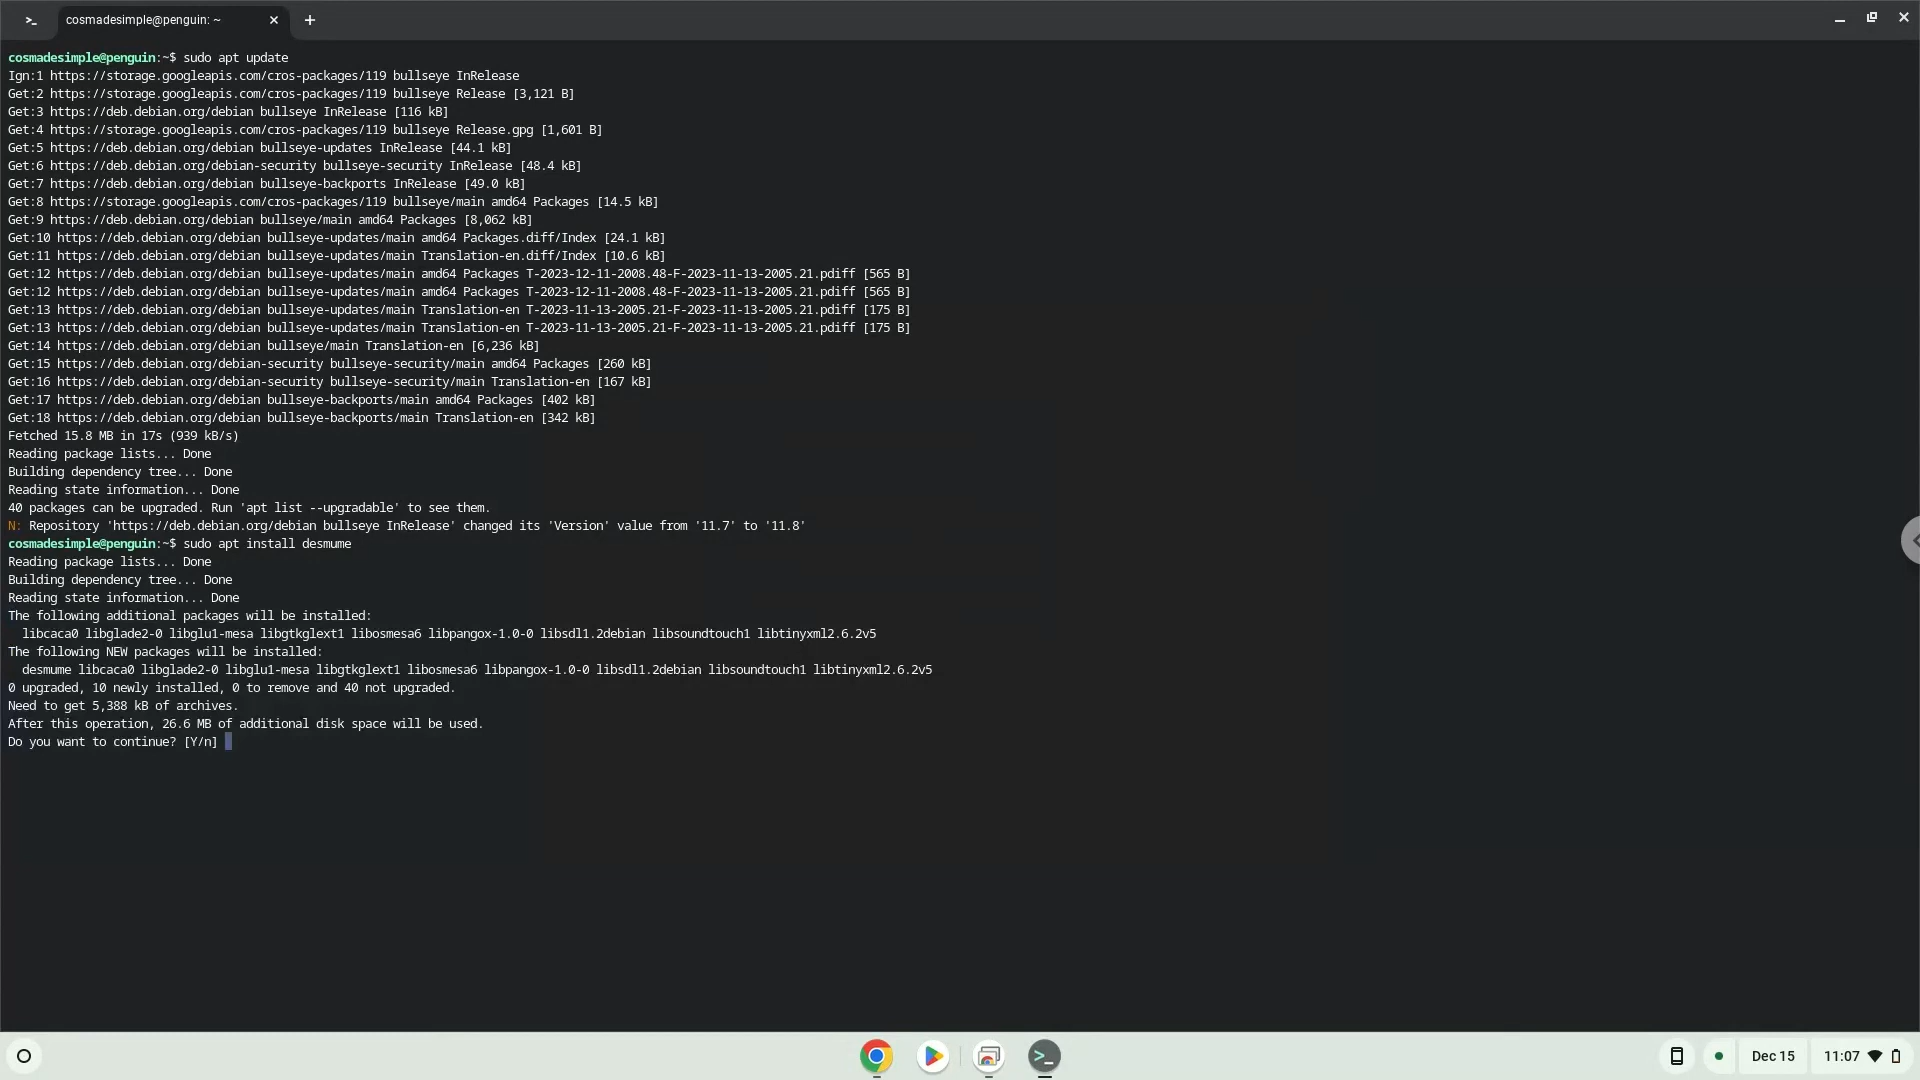 cosmadesimple@penguin: ~
cosmadesimple@penguin:~$ sudo apt update
Ign:1 https://storage.googleapis.com/cros-packages/119 bullseye InRelease
Get:2 https://storage.googleapis.com/cros-packages/119 bullseye Release [3,121 B]
Get:3 https://deb.debian.org/debian bullseye InRelease [116 kB]
Get:4 https://storage.googleapis.com/cros-packages/119 bullseye Release.gpg [1,601 B]
Get:5 https://deb.debian.org/debian bullseye-updates InRelease [44.1 kB]
Get:6 https://deb.debian.org/debian-security bullseye-security InRelease [48.4 kB]
Get:7 https://deb.debian.org/debian bullseye-backports InRelease [49.0 kB]
Get:8 https://storage.googleapis.com/cros-packages/119 bullseye/main amd64 Packages [14.5 kB]
Get:9 https://deb.debian.org/debian bullseye/main amd64 Packages [8,062 kB]
Get:10 https://deb.debian.org/debian bullseye-updates/main amd64 Packages.diff/Index [24.1 kB]
Get:11 https://deb.debian.org/debian bullseye-updates/main Translation-en.diff/Index [10.6 kB]
Get:12 https://deb.debian.org/debian bullseye-updates/main amd64 Packages T-2023-12-11-2008.48-F-2023-11-13-2005.21.pdiff [565 B]
Get:12 https://deb.debian.org/debian bullseye-updates/main amd64 Packages T-2023-12-11-2008.48-F-2023-11-13-2005.21.pdiff [565 B]
Get:13 https://deb.debian.org/debian bullseye-updates/main Translation-en T-2023-11-13-2005.21-F-2023-11-13-2005.21.pdiff [175 B]
Get:13 https://deb.debian.org/debian bullseye-updates/main Translation-en T-2023-11-13-2005.21-F-2023-11-13-2005.21.pdiff [175 B]
Get:14 https://deb.debian.org/debian bullseye/main Translation-en [6,236 kB]
Get:15 https://deb.debian.org/debian-security bullseye-security/main amd64 Packages [260 kB]
Get:16 https://deb.debian.org/debian-security bullseye-security/main Translation-en [167 kB]
Get:17 https://deb.debian.org/debian bullseye-backports/main amd64 Packages [402 kB]
Get:18 https://deb.debian.org/debian bullseye-backports/main Translation-en [342 kB]
Fetched 15.8 MB in 17s (939 kB/s)
Reading package lists... Done
Building dependency tree... Done
Reading state information... Done
40 packages can be upgraded. Run 'apt list --upgradable' to see them.
N: Repository 'https://deb.debian.org/debian bullseye InRelease' changed its 'Version' value from '11.7' to '11.8'
cosmadesimple@penguin:~$ sudo apt install desmume
Reading package lists... Done
Building dependency tree... Done
Reading state information... Done
The following additional packages will be installed:
libcaca0 libglade2-0 libglu1-mesa libgtkglext1 libosmesa6 libpangox-1.0-0 libsdl1.2debian libsoundtouch1 libtinyxml2.6.2v5
The following NEW packages will be installed:
desmume libcaca0 libglade2-0 libglu1-mesa libgtkglext1 libosmesa6 libpangox-1.0-0 libsdl1.2debian libsoundtouch1 libtinyxml2.6.2v5
0 upgraded, 10 newly installed, 0 to remove and 40 not upgraded.
Need to get 5,388 kB of archives.
After this operation, 26.6 MB of additional disk space will be used.
Do you want to continue? [Y/n]
Dec 15
11:07